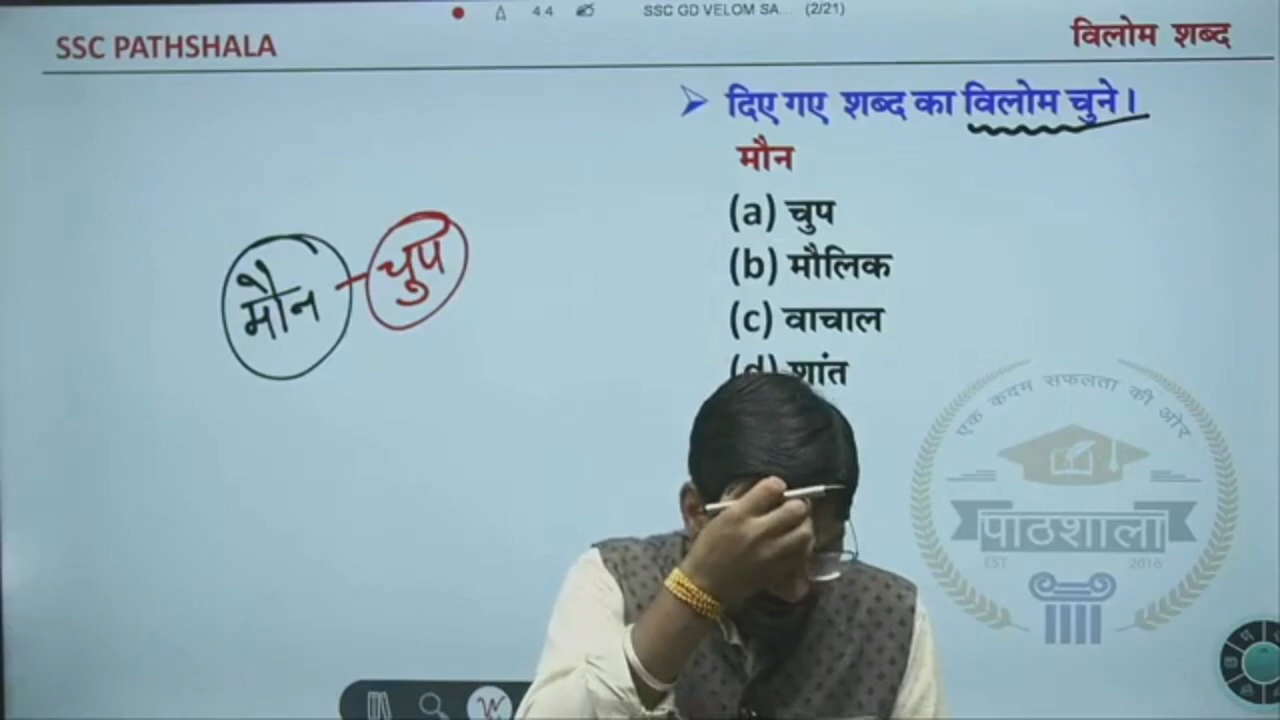 SSC GD VELOM SA... (2/21)
SSC PATHSHALA
विलोम शब्द
दिए गए शब्द का विलोम चुने।
मौन
(a) चुप
(b) मौलिक
(c) वाचाल
(d) शांत
मौन - चुप
एक कदम सफलता की ओर
पाठशाला
EST 2016